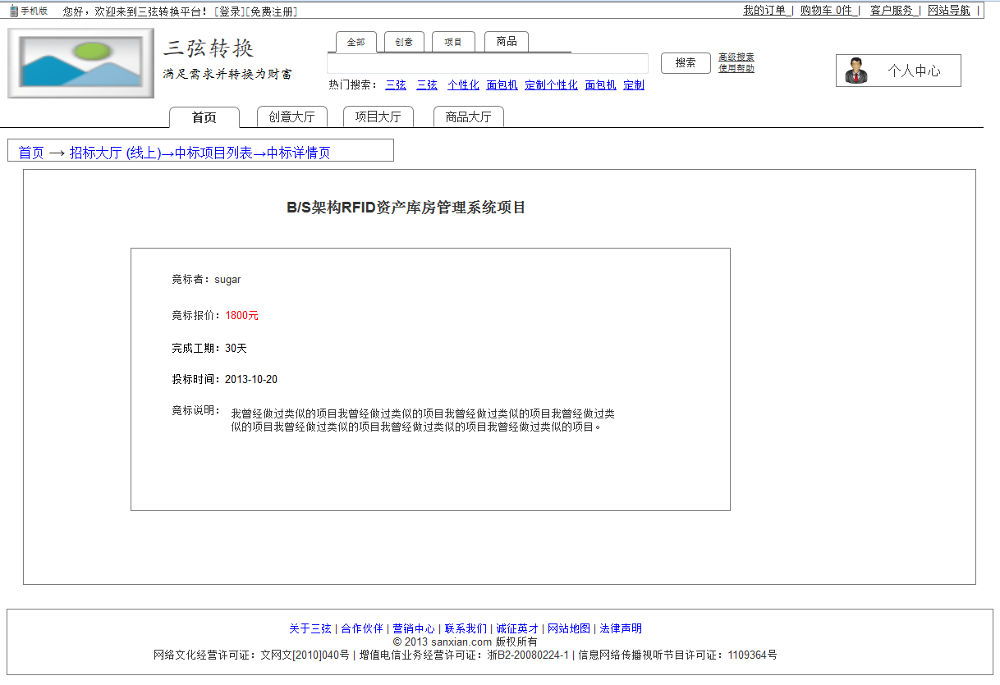 手机版 您好，欢迎来到三弦转换平台！[登录][免费注册] 我的订单 | 购物车 0件 | 客户服务 | 网站导航 |
三弦转换
满足需求并转换为财富
全部 创意 项目 商品
搜索
高级搜索
使用帮助
个人中心
热门搜索： 三弦 三弦 个性化 面包机 定制个性化 面包机 定制
首页 创意大厅 项目大厅 商品大厅
首页 → 招标大厅 (线上)→中标项目列表→中标详情页
B/S架构RFID资产库房管理系统项目
竟标者：sugar
竟标报价：1800元
完成工期：30天
投标时间：2013-10-20
竟标说明： 我曾经做过类似的项目我曾经做过类似的项目我曾经做过类似的项目我曾经做过类
似的项目我曾经做过类似的项目我曾经做过类似的项目我曾经做过类似的项目。
关于三弦 | 合作伙伴 | 营销中心 | 联系我们 | 诚征英才 | 网站地图 | 法律声明
© 2013 sanxian.com 版权所有
网络文化经营许可证：文网文[2010]040号 | 增值电信业务经营许可证：浙B2-20080224-1 | 信息网络传播视听节目许可证：1109364号